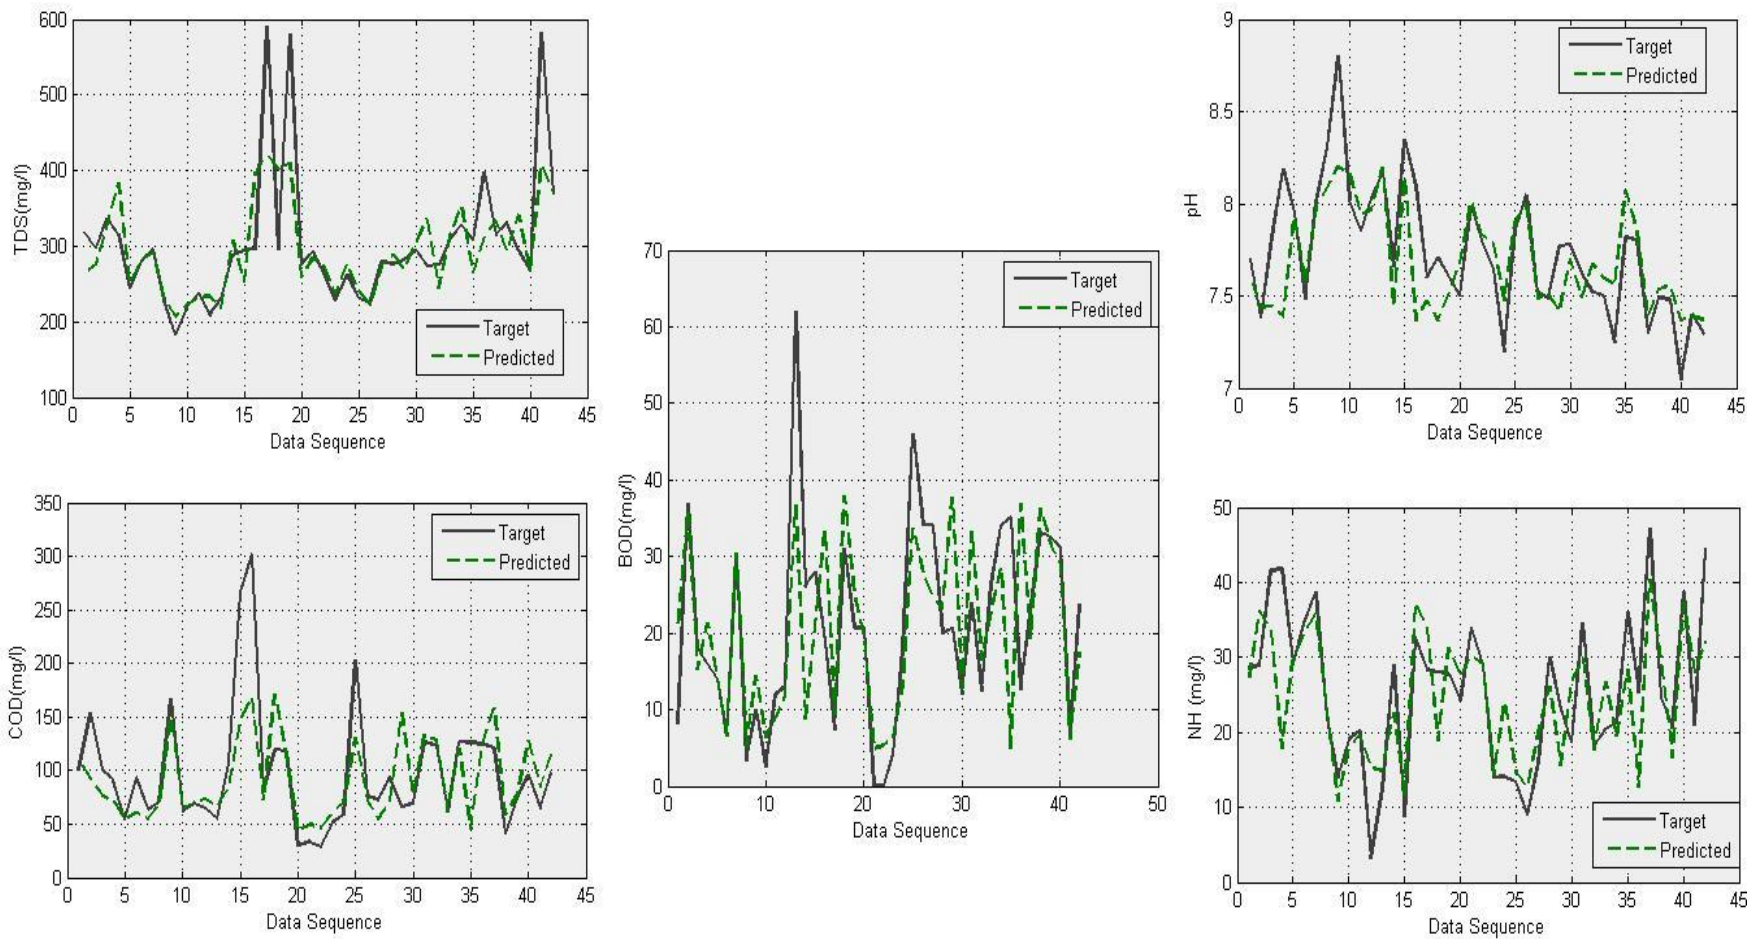 600
500
400
300
200
100
TDS(mg/l)
0 5 10 15 20 25 30 35 40 45
Data Sequence
Target
Predicted
350
300
250
200
150
100
50
0
COD(mg/l)
0 5 10 15 20 25 30 35 40 45
Data Sequence
Target
Predicted
70
60
50
40
30
20
10
0
BOD(mg/l)
0 10 20 30 40 50
Data Sequence
Target
Predicted
9
8.5
8
7.5
7
pH
0 5 10 15 20 25 30 35 40 45
Data Sequence
Target
Predicted
50
40
30
20
10
0
NH (mg/l)
0 5 10 15 20 25 30 35 40 45
Data Sequence
Target
Predicted